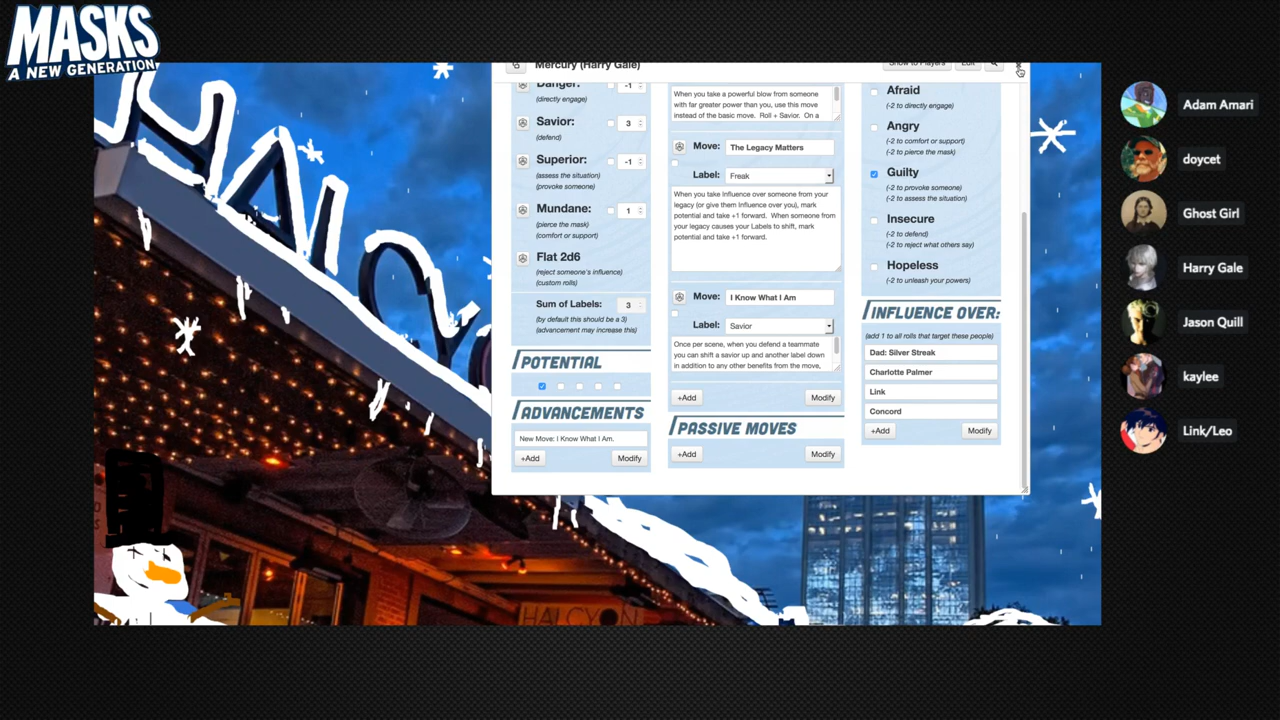 MASKS
A NEW GENERATION
Mercury (Harry Gale)
Show to Players
Edit
Danger:
-1
(directly engage)
Savior:
3
(defend)
Superior:
-1
(assess the situation)
(provoke someone)
Mundane:
1
(pierce the mask)
(comfort or support)
Flat 2d6
(reject someone's influence)
(custom rolls)
Sum of Labels:
3
(by default this should be a 3)
(advancement may increase this)
POTENTIAL
ADVANCEMENTS
New Move: I Know What I Am.
+Add
Modify
When you take a powerful blow from someone
with far greater power than you, use this move
instead of the basic move. Roll + Savior. On a
Move:
The Legacy Matters
Label:
Freak
When you take Influence over someone from your
legacy (or give them Influence over you), mark
potential and take +1 forward. When someone from
your legacy causes your Labels to shift, mark
potential and take +1 forward.
Move:
I Know What I Am
Label:
Savior
Once per scene, when you defend a teammate
you can shift a savior up and another label down
in addition to any other benefits from the move,
+Add
Modify
PASSIVE MOVES
+Add
Modify
Afraid
(-2 to directly engage)
Angry
(-2 to comfort or support)
(-2 to pierce the mask)
Guilty
(-2 to provoke someone)
(-2 to assess the situation)
Insecure
(-2 to defend)
(-2 to reject what others say)
Hopeless
(-2 to unleash your powers)
INFLUENCE OVER:
(add 1 to all rolls that target these people)
Dad: Silver Streak
Charlotte Palmer
Link
Concord
+Add
Modify
HALCYON
Adam Amari
doycet
Ghost Girl
Harry Gale
Jason Quill
kaylee
Link/Leo